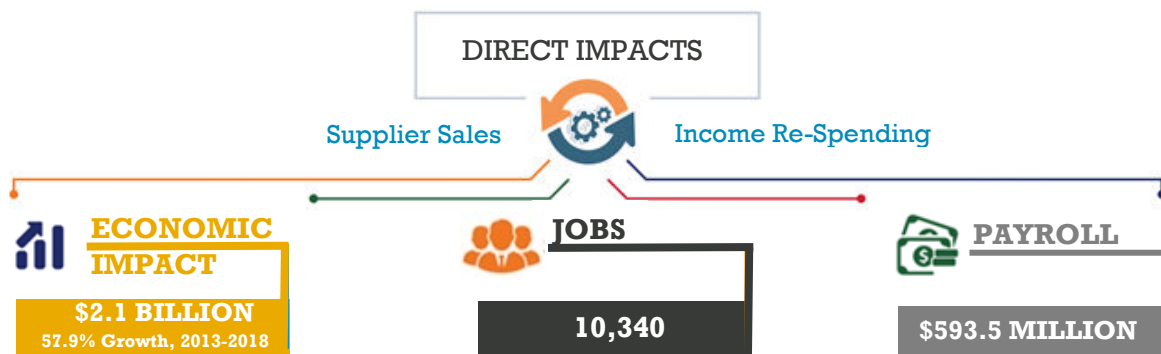 DIRECT IMPACTS
Supplier Sales
Income Re-Spending
ECONOMIC
IMPACT
$2.1 BILLION
57.9% Growth, 2013-2018
JOBS
10,340
PAYROLL
$
$593.5 MILLION